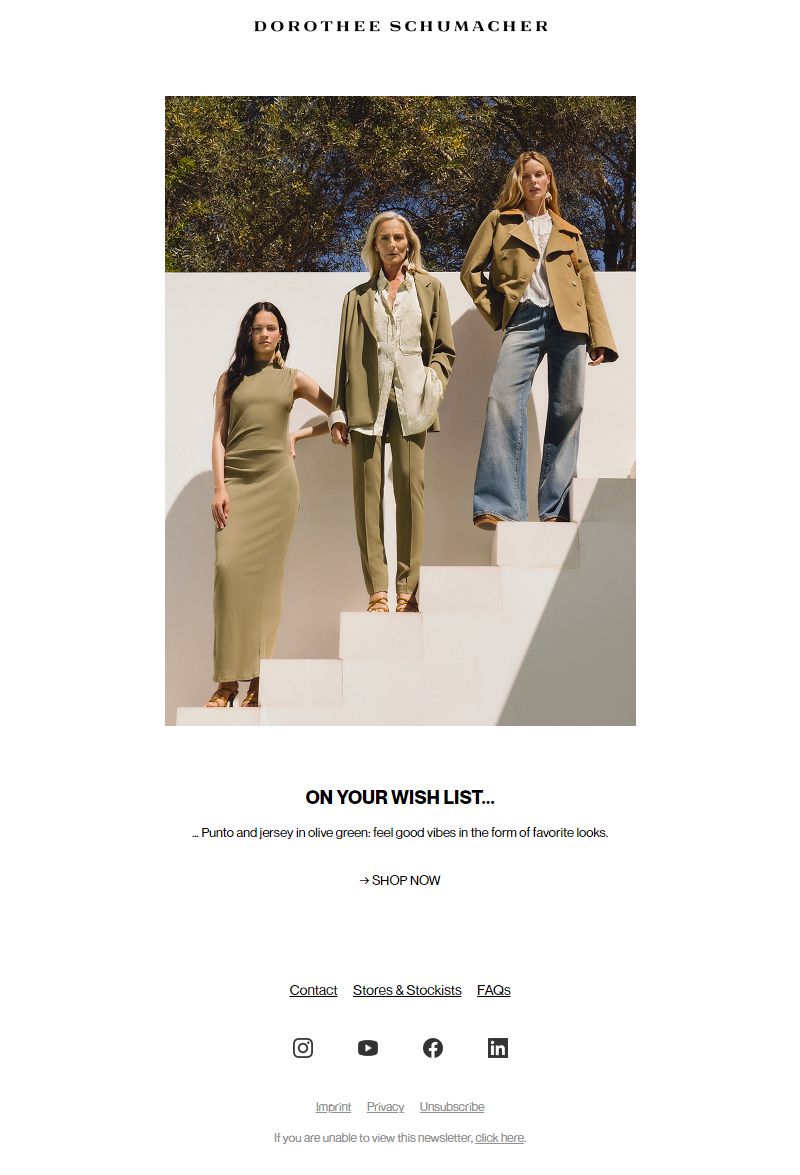 DOROTHEE SCHUMACHER
ON YOUR WISH LIST...
... Punto and jersey in olive green: feel good vibes in the form of favorite looks.
→ SHOP NOW
Contact Stores & Stockists FAQs
Imprint Privacy Unsubscribe
If you are unable to view this newsletter, click here.